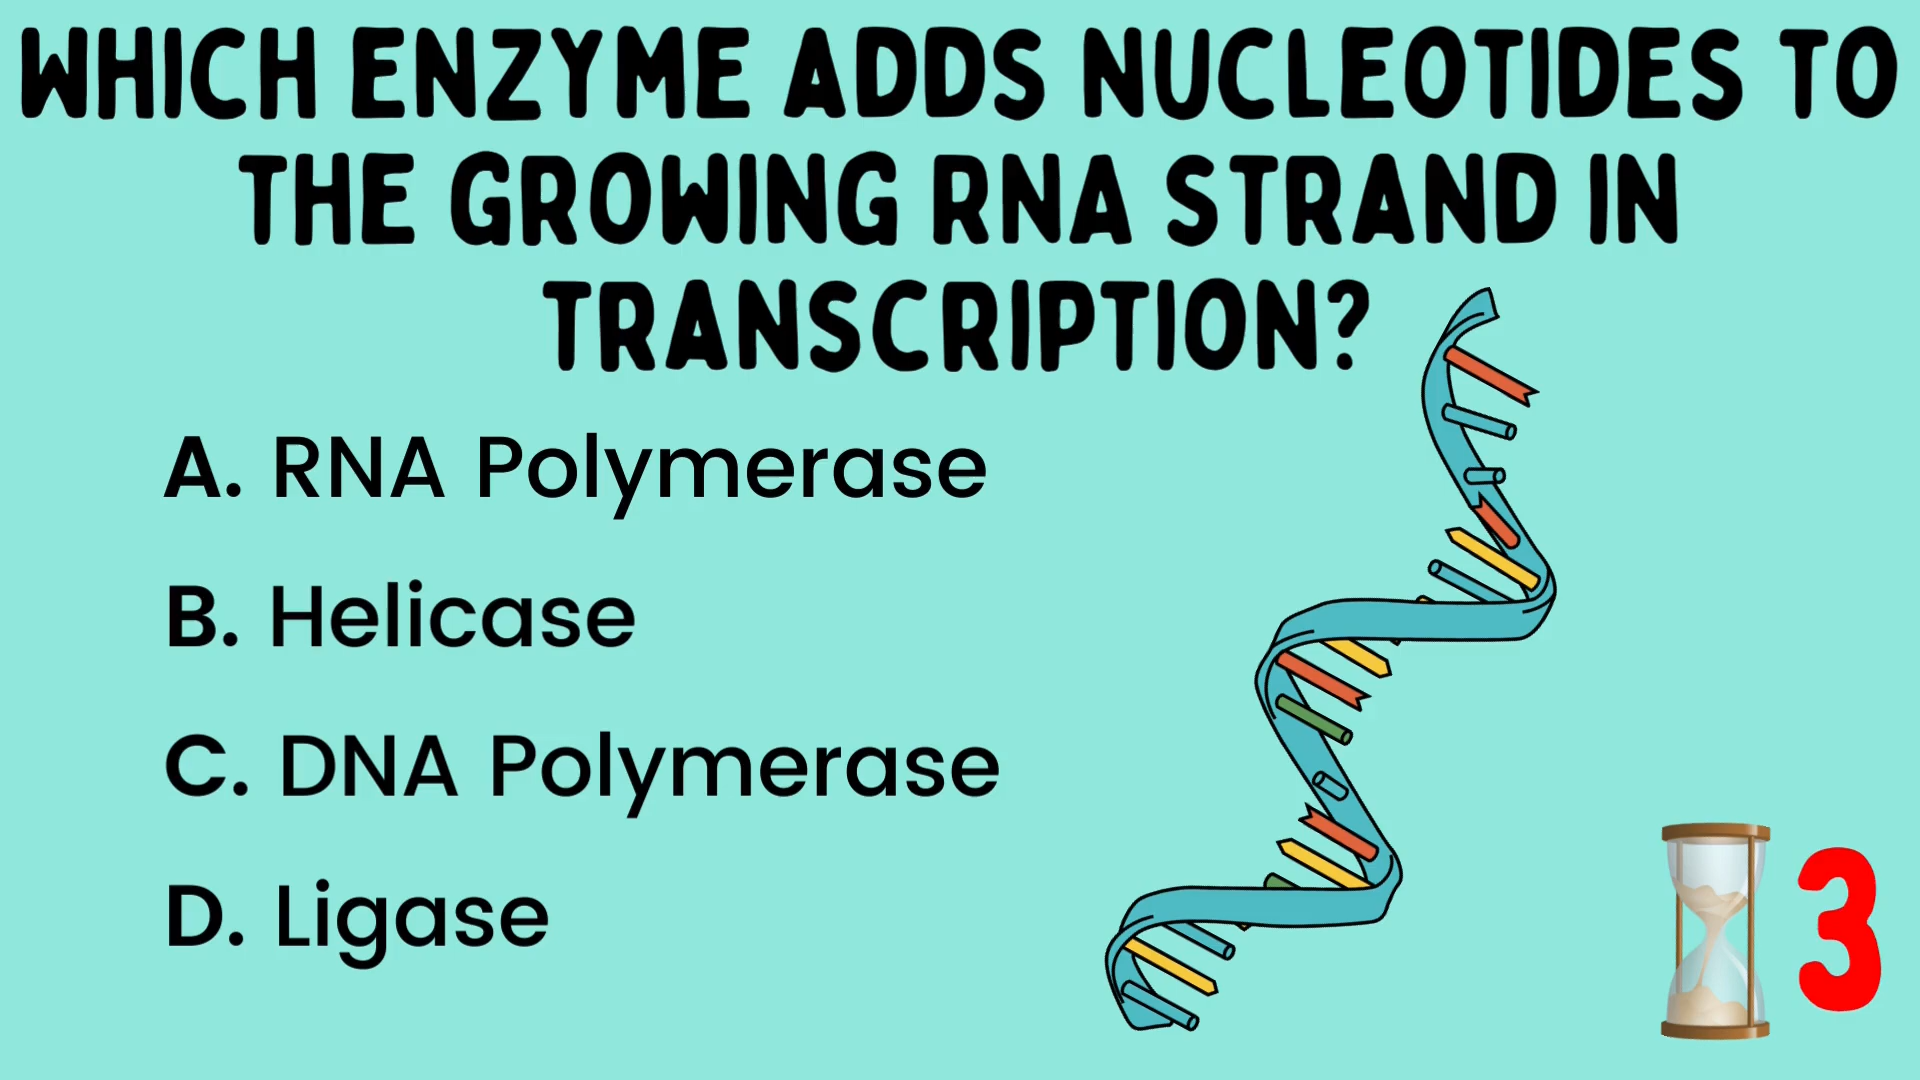 WHICH ENZYME ADDS NUCLEOTIDES TO
THE GROWING RNA STRAND IN
TRANSCRIPTION?
A. RNA Polymerase
B. Helicase
C. DNA Polymerase
D. Ligase
3